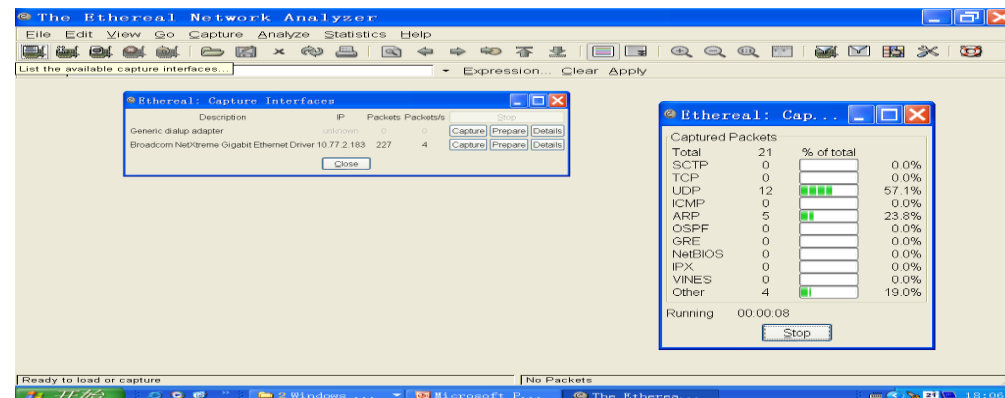 The Ethereal Network Analyzer
File Edit View Go Capture Analyze Statistics Help
List the available capture interfaces...
Expression... Clear Apply
Ethereal: Capture Interfaces
Description IP Packets Packets/s Stop
Generic dialup adapter unknown 0 0 Capture Prepare Details
Broadcom NetXtreme Gigabit Ethernet Driver 10.77.2.183 227 4 Capture Prepare Details
Close
Ethereal: Cap...
Captured Packets
Total 21 % of total
SCTP 0 0.0%
TCP 0 0.0%
UDP 12 57.1%
ICMP 0 0.0%
ARP 5 23.8%
OSPF 0 0.0%
GRE 0 0.0%
NetBIOS 0 0.0%
IPX 0 0.0%
VINES 0 0.0%
Other 4 19.0%
Running 00:00:08
Stop
Ready to load or capture No Packets
开始 2 Windows ... Microsoft P... The Etherea... 21 18:06